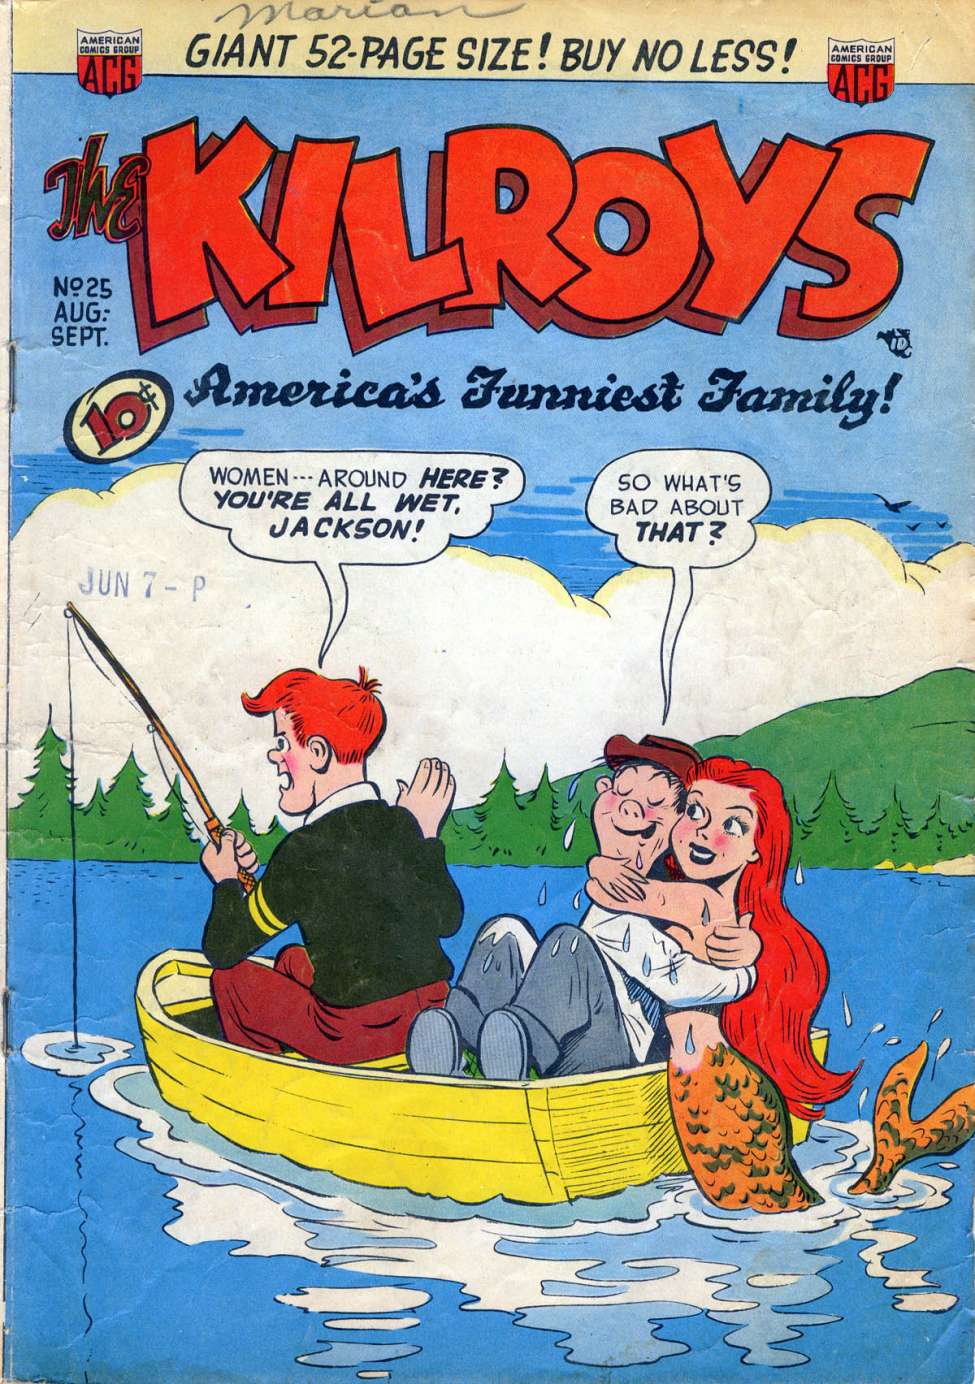 Marian
GIANT 52-PAGE SIZE! BUY NO LESS!
AMERICAN
COMICS GROUP
ACG
AMERICAN
COMICS GROUP
ACG
The KILROYS
No 25
AUG.-
SEPT.
10¢
America's Funniest Family!
WOMEN---AROUND HERE?
YOU'RE ALL WET,
JACKSON!
SO WHAT'S
BAD ABOUT
THAT?
JUN 7-P